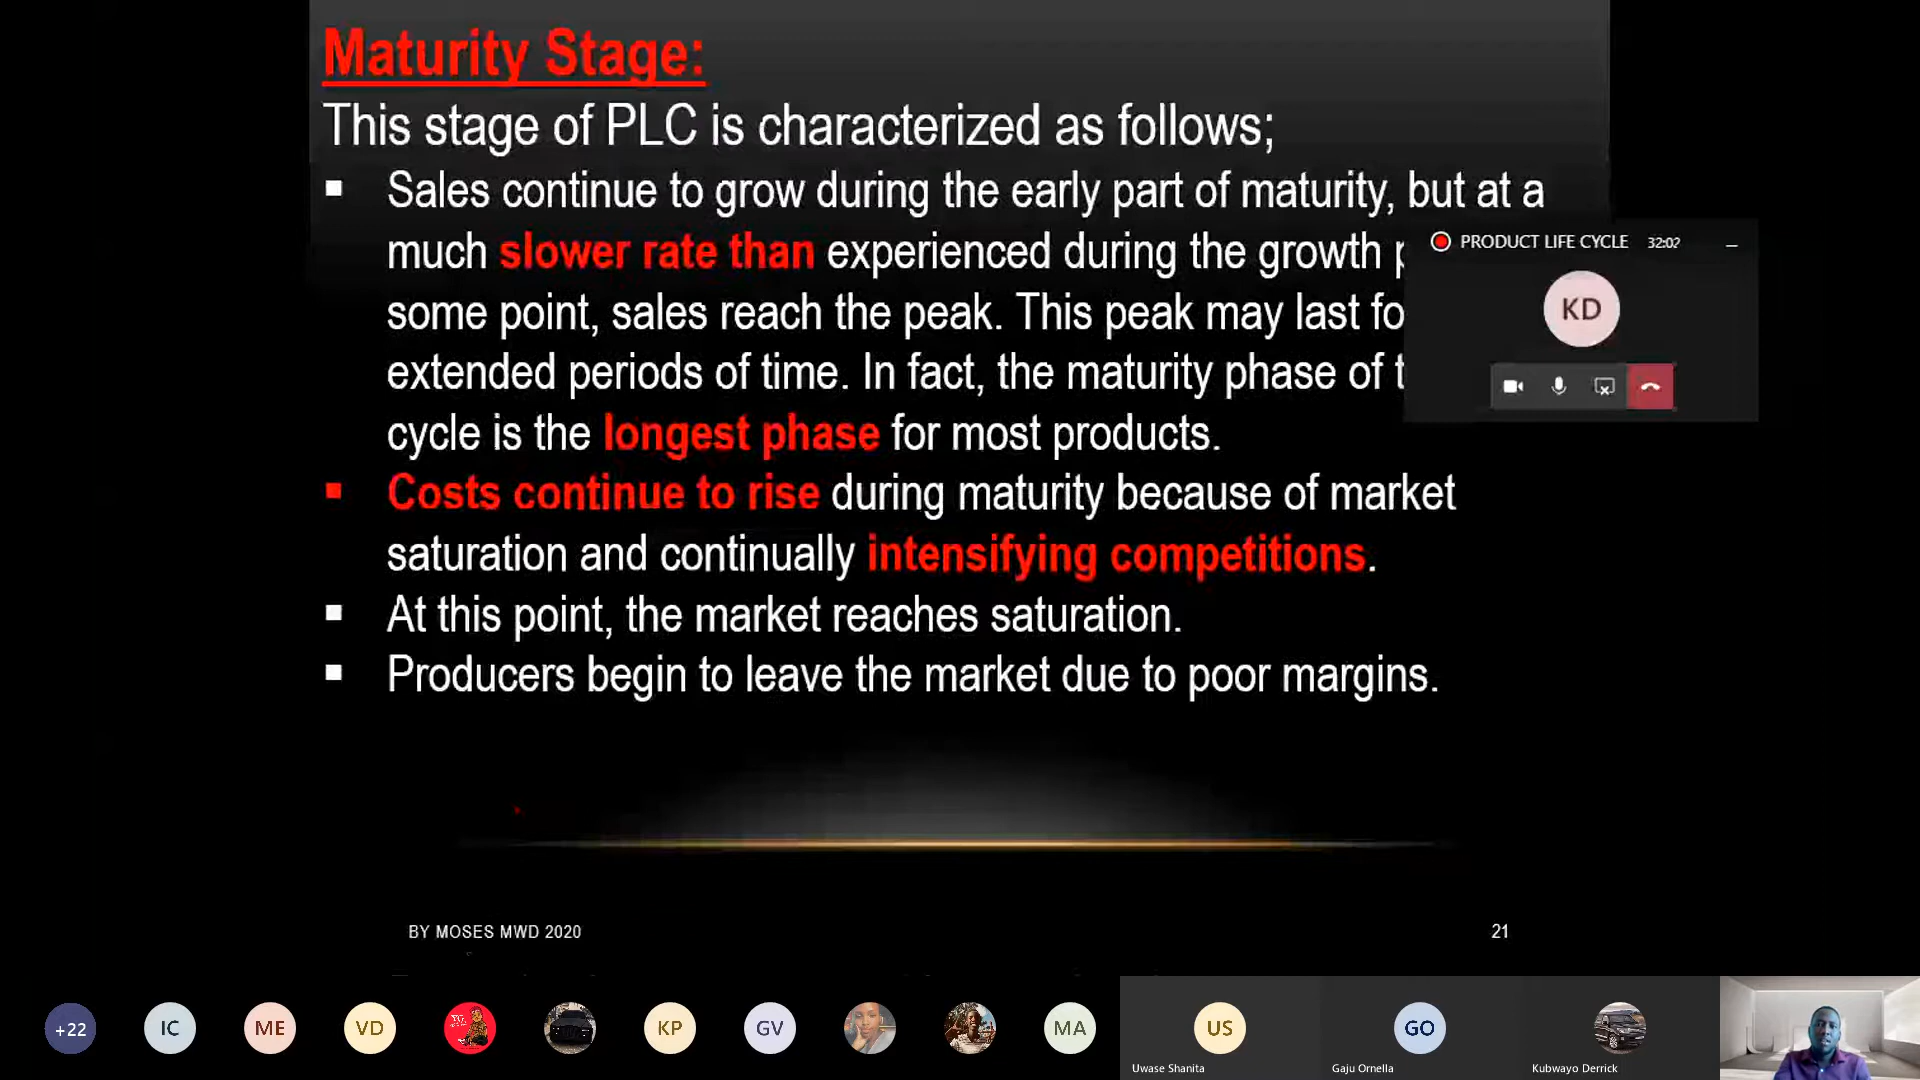 Maturity Stage:
This stage of PLC is characterized as follows;
Sales continue to grow during the early part of maturity, but at a
much slower rate than experienced during the growth
some point, sales reach the peak. This peak may last
extended periods of time. In fact, the maturity phase of
cycle is the longest phase for most products.
Costs continue to rise during maturity because of market
saturation and continually intensifying competitions.
At this point, the market reaches saturation.
Producers begin to leave the market due to poor margins.
PRODUCT LIFE CYCLE 32:02
KD
BY MOSES MWD 2020
21
+22 IC ME VD KP GV MA US GO
Uwase Shanita Gaju Ornella Kubwayo Derrick